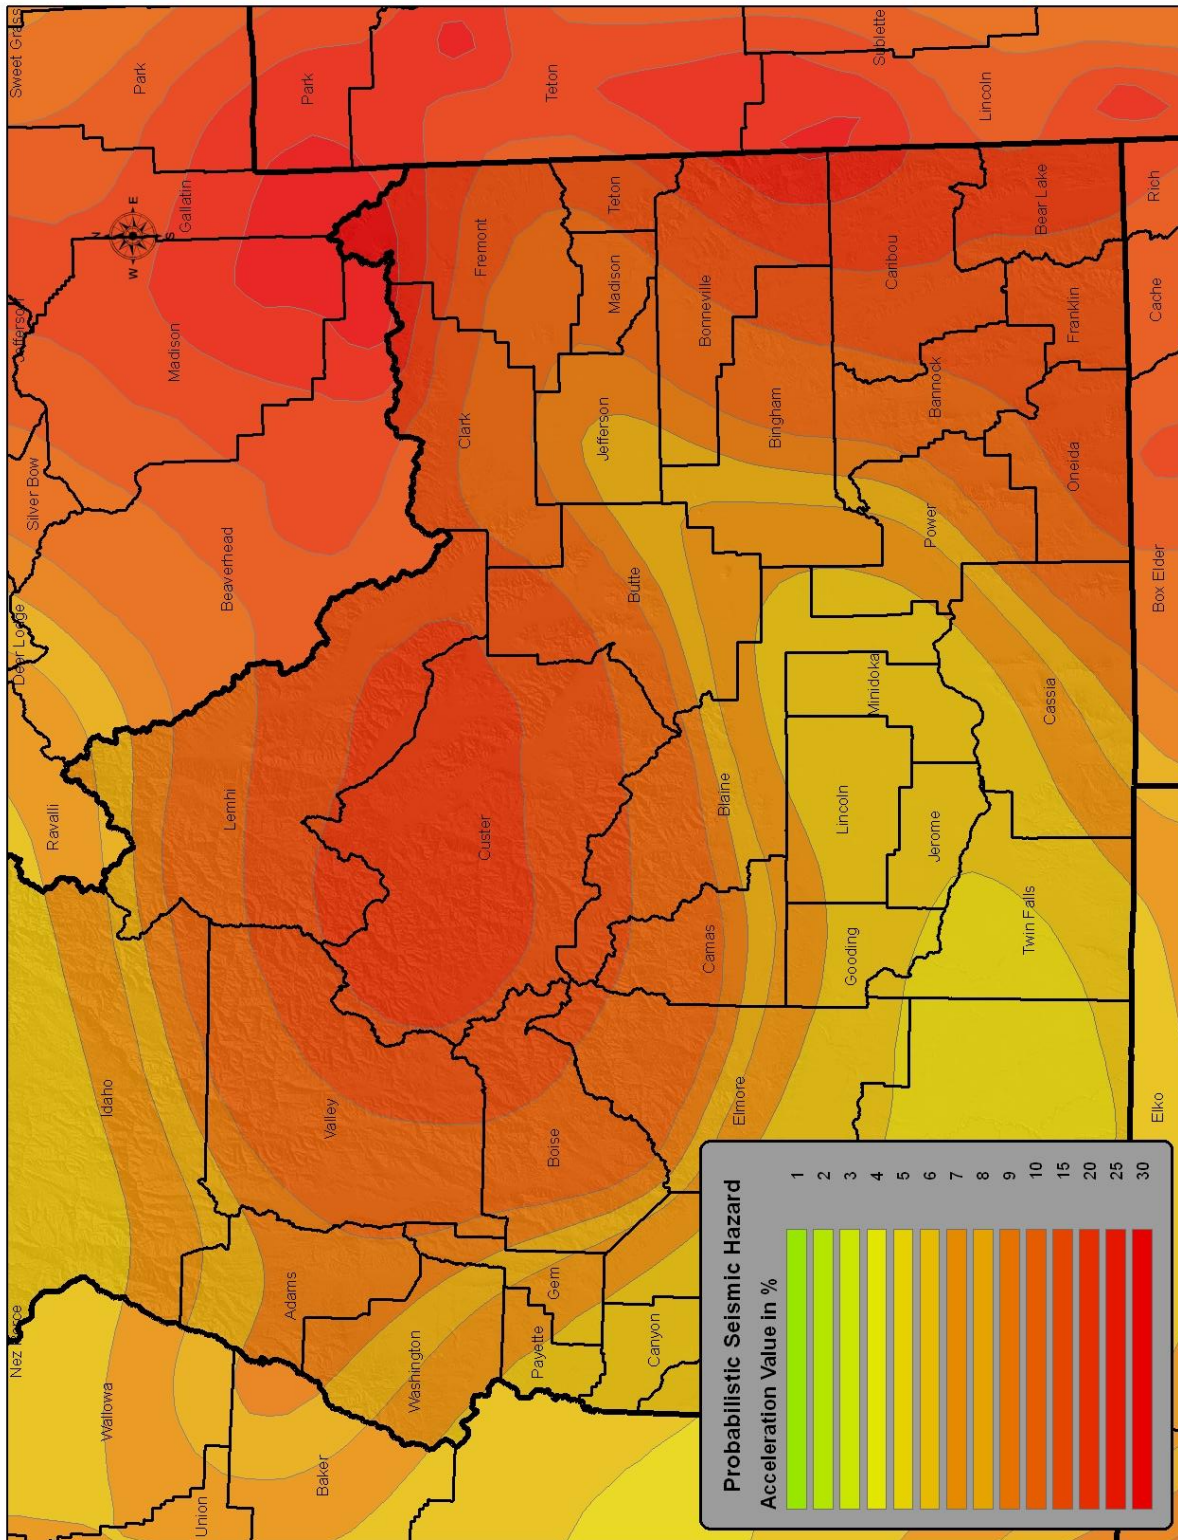 Nez Perce
Deer Lodge
Jefferson
Sweet Grass
Silver Bow
Ravalli
N
Wallowa
Idaho
W
E
Park
S
Madison
Gallatin
Union
Lemhi
Beaverhead
Adams
Park
Baker
Valley
Washington
Clark
Fremont
Custer
Payette
Gem
Boise
Teton
Jefferson
Madison
Teton
Butte
Canyon
Camas
Blaine
Bonneville
Elmore
Bingham
Gooding
Lincoln
Minidoka
Caribou
Sublette
Jerome
Power
Bannock
Lincoln
Twin Falls
Cassia
Oneida
Franklin
Bear Lake
Elko
Box Elder
Cache
Rich
Probabilistic Seismic Hazard
Acceleration Value in %
1
2
3
4
5
6
7
8
9
10
15
20
25
30